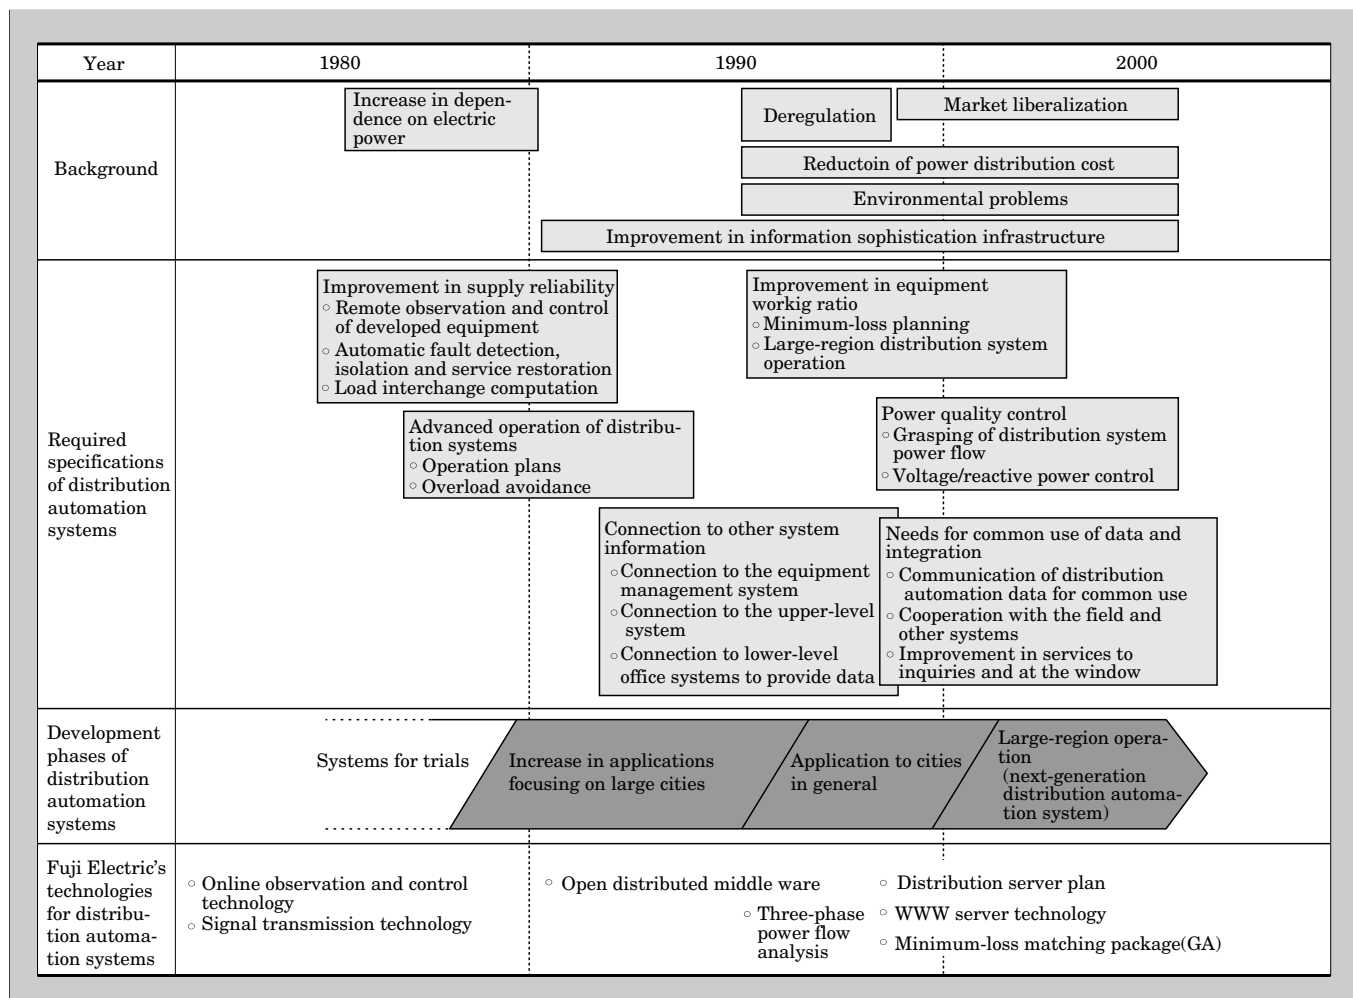 Year
1980
1990
2000
Background
Increase in depen-
dence on electric
power
Deregulation
Market liberalization
Reductoin of power distribution cost
Environmental problems
Improvement in information sophistication infrastructure
Required
specifications
of distribution
automation
systems
Improvement in supply reliability
○ Remote observation and control
of developed equipment
○ Automatic fault detection,
isolation and service restoration
○ Load interchange computation
Advanced operation of distribu-
tion systems
○ Operation plans
○ Overload avoidance
Connection to other system
information
○ Connection to the equipment
management system
○ Connection to the upper-level
system
○ Connection to lower-level
office systems to provide data
Improvement in equipment
workig ratio
○ Minimum-loss planning
○ Large-region distribution system
operation
Power quality control
○ Grasping of distribution system
power flow
○ Voltage/reactive power control
Needs for common use of data and
integration
○ Communication of distribution
automation data for common use
○ Cooperation with the field and
other systems
○ Improvement in services to
inquiries and at the window
Development
phases of
distribution
automation
systems
Systems for trials
Increase in applications
focusing on large cities
Application to cities
in general
Large-region opera-
tion
(next-generation
distribution automa-
tion system)
Fuji Electric's
technologies
for distribu-
tion automa-
tion systems
○ Online observation and control
technology
○ Signal transmission technology
○ Open distributed middle ware
○ Three-phase
power flow
analysis
○ Distribution server plan
○ WWW server technology
○ Minimum-loss matching package(GA)